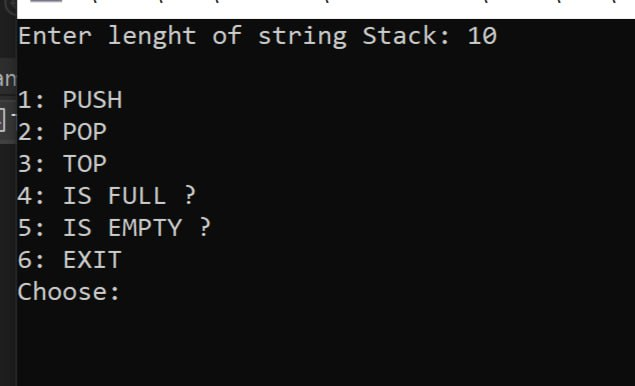 Enter lenght of string Stack: 10
1: PUSH
2: POP
3: TOP
4: IS FULL ?
5: IS EMPTY ?
6: EXIT
Choose: